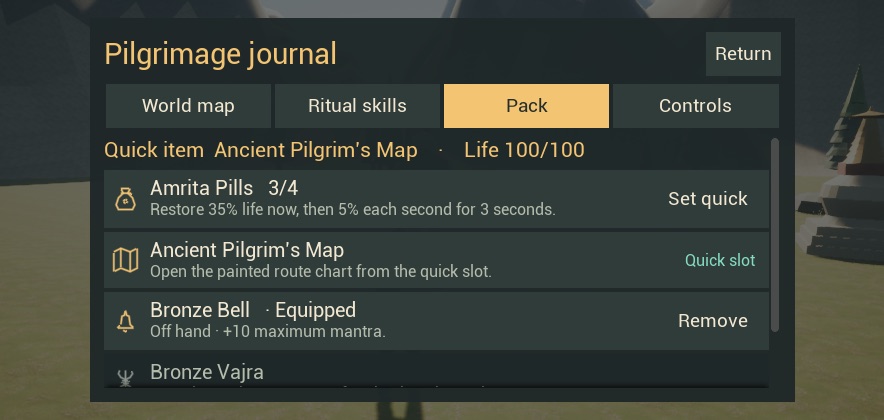 Pilgrimage journal
Return
World map
Ritual skills
Pack
Controls
Quick item Ancient Pilgrim's Map · Life 100/100
Amrita Pills 3/4
Restore 35% life now, then 5% each second for 3 seconds.
Set quick
Ancient Pilgrim's Map
Open the painted route chart from the quick slot.
Quick slot
Bronze Bell · Equipped
Off hand · +10 maximum mantra.
Remove
Bronze Vajra